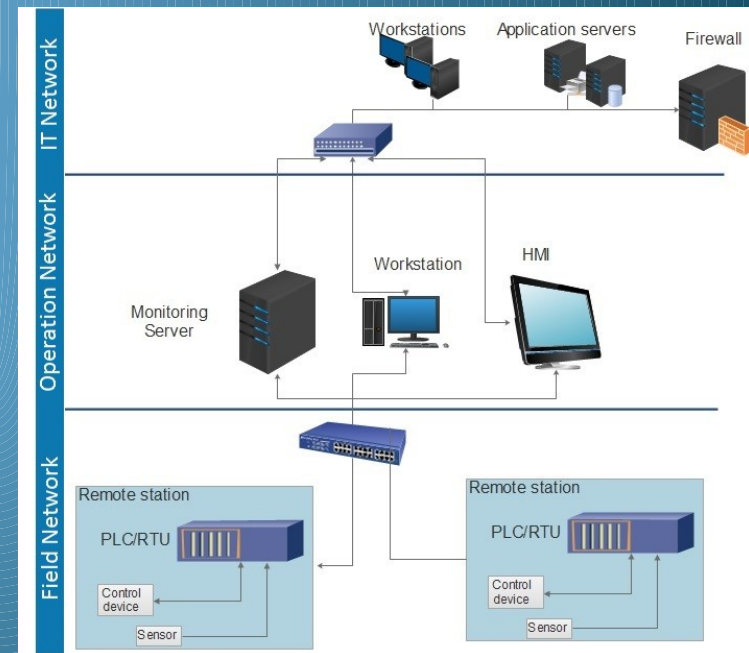 IT Network
Workstations
Application servers
Firewall
Operation Network
Monitoring
Server
Workstation
HMI
Field Network
Remote station
PLC/RTU
Control
device
Sensor
Remote station
PLC/RTU
Control
device
Sensor